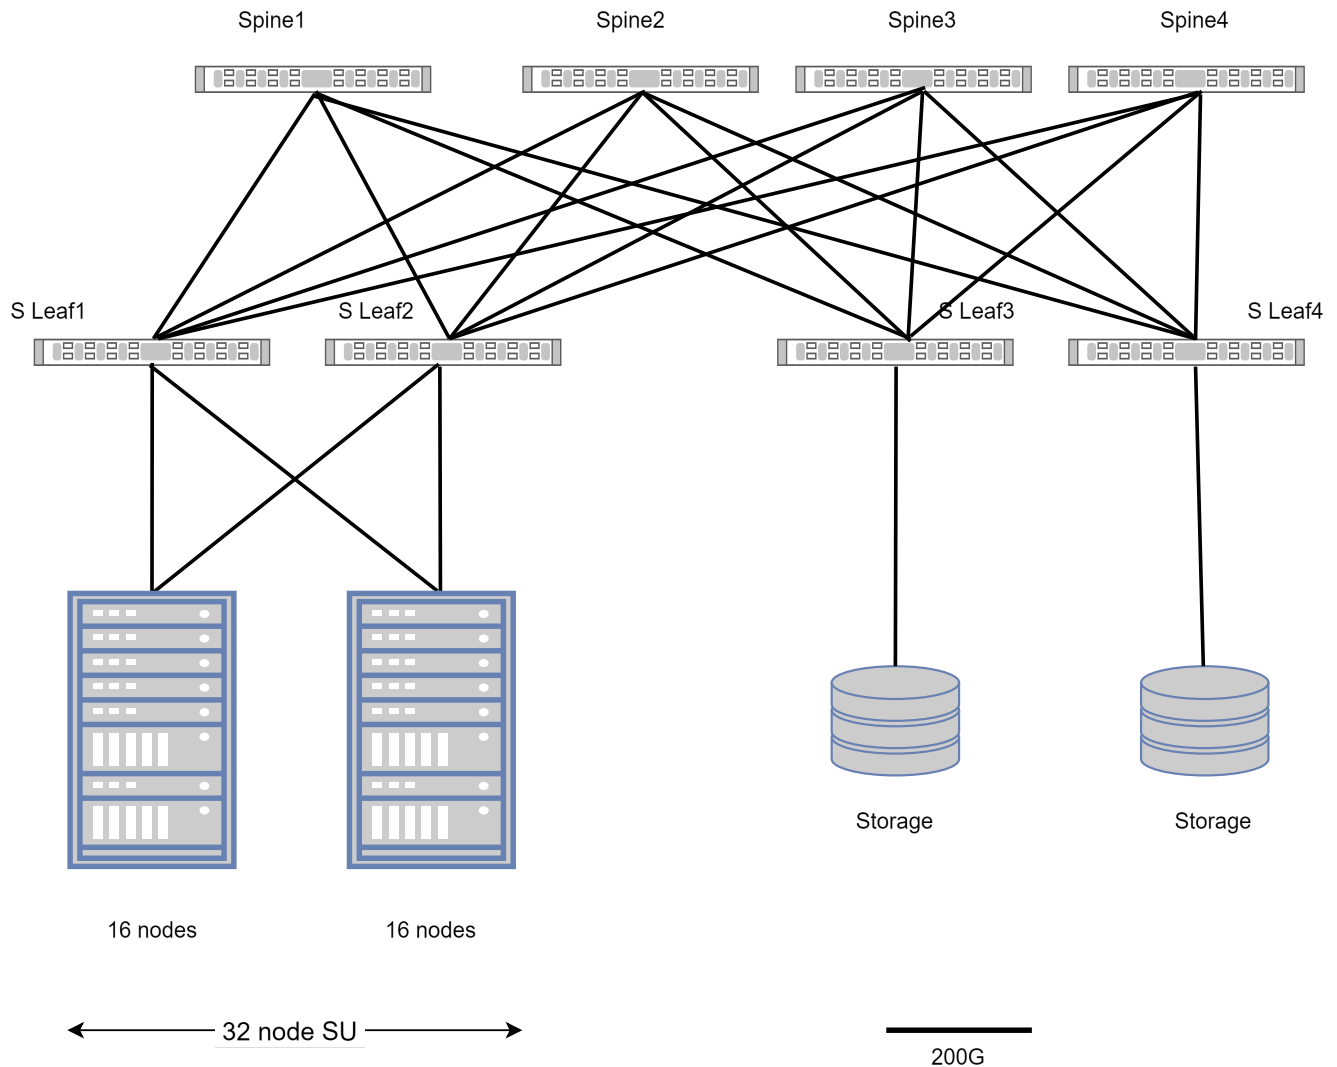 Spine1
Spine2
Spine3
Spine4
S Leaf1
S Leaf2
S Leaf3
S Leaf4
Storage
Storage
16 nodes
16 nodes
32 node SU
200G